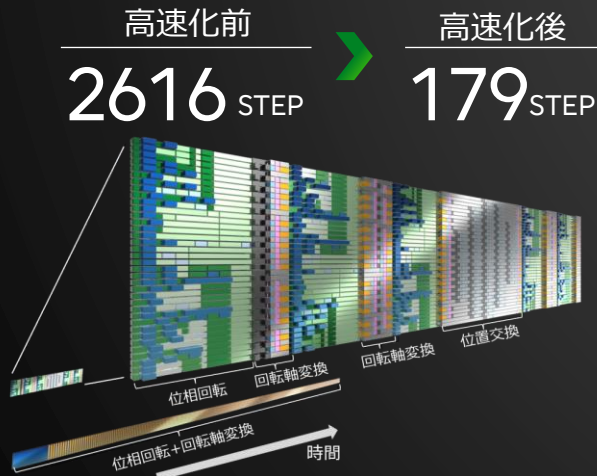 高速化前
高速化後
2616 STEP
179STEP
位相回転
回転軸変換
回転軸変換
位置交換
位相回転+回転軸変換
時間